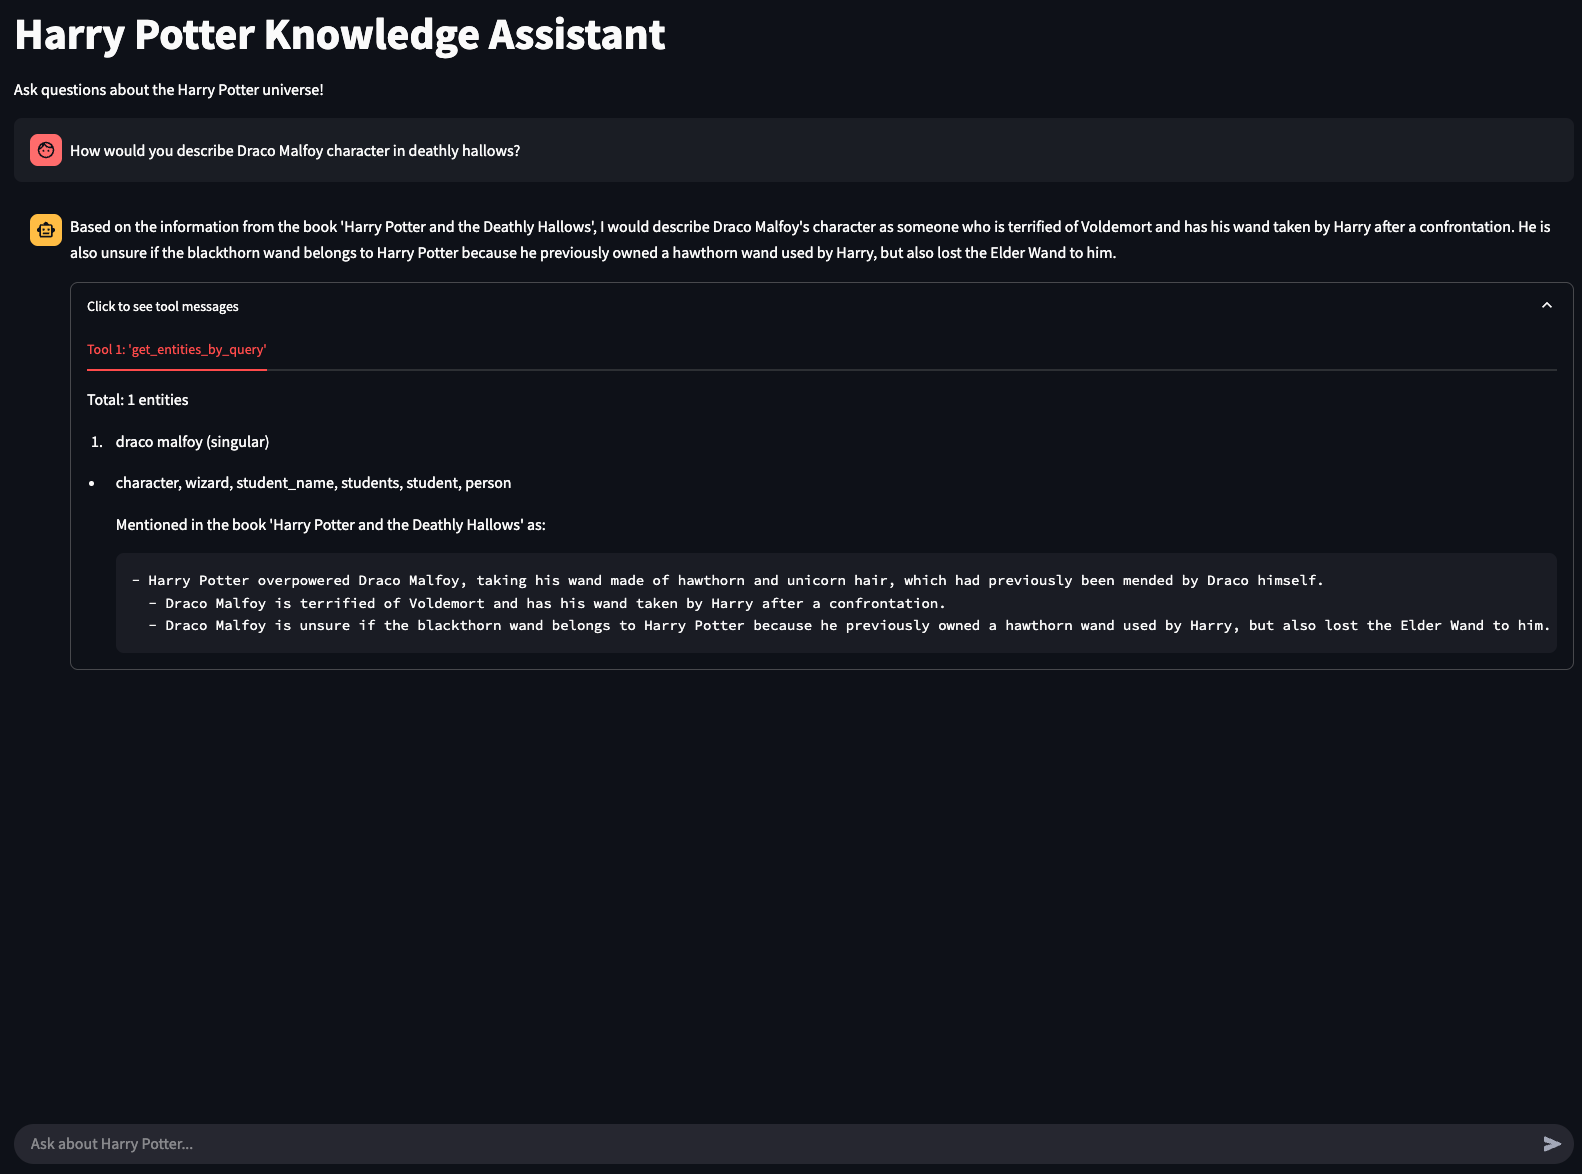 Harry Potter Knowledge Assistant
Ask questions about the Harry Potter universe!
How would you describe Draco Malfoy character in deathly hallows?
Based on the information from the book 'Harry Potter and the Deathly Hallows', I would describe Draco Malfoy's character as someone who is terrified of Voldemort and has his wand taken by Harry after a confrontation. He is
also unsure if the blackthorn wand belongs to Harry Potter because he previously owned a hawthorn wand used by Harry, but also lost the Elder Wand to him.
Click to see tool messages
Tool 1: 'get_entities_by_query'
Total: 1 entities
1. draco malfoy (singular)
• character, wizard, student_name, students, student, person
Mentioned in the book 'Harry Potter and the Deathly Hallows' as:
- Harry Potter overpowered Draco Malfoy, taking his wand made of hawthorn and unicorn hair, which had previously been mended by Draco himself.
- Draco Malfoy is terrified of Voldemort and has his wand taken by Harry after a confrontation.
- Draco Malfoy is unsure if the blackthorn wand belongs to Harry Potter because he previously owned a hawthorn wand used by Harry, but also lost the Elder Wand to him.
Ask about Harry Potter...